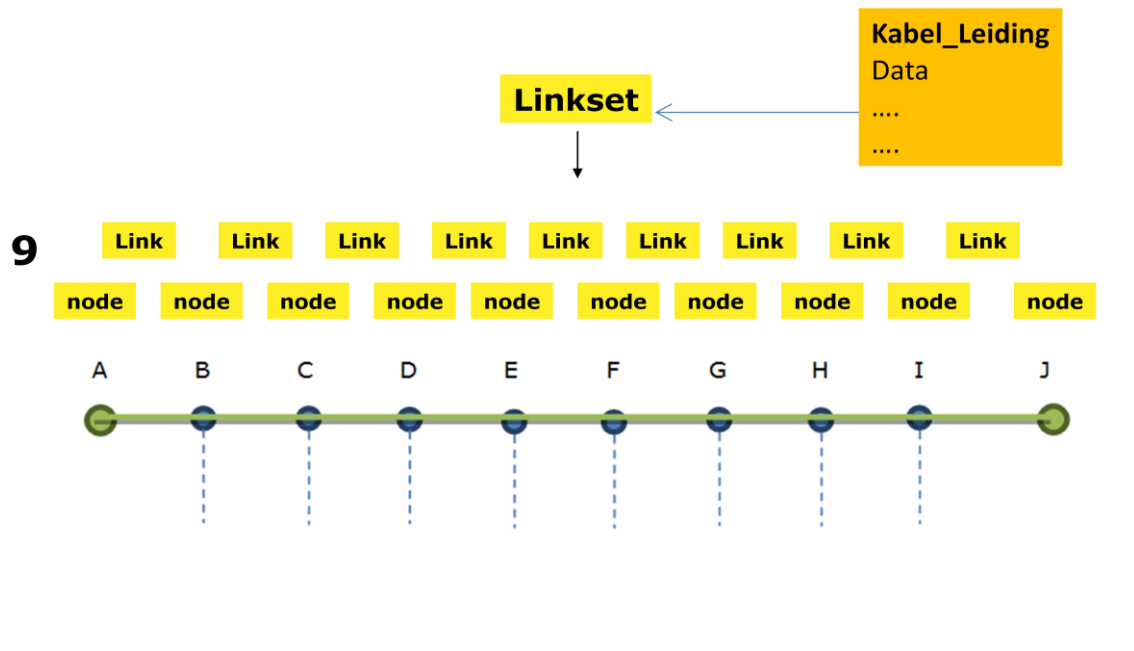 Kabel_Leiding
Data
....
....
Linkset
9
Link Link Link Link Link Link Link Link Link
node node node node node node node node node node
A B C D E F G H I J